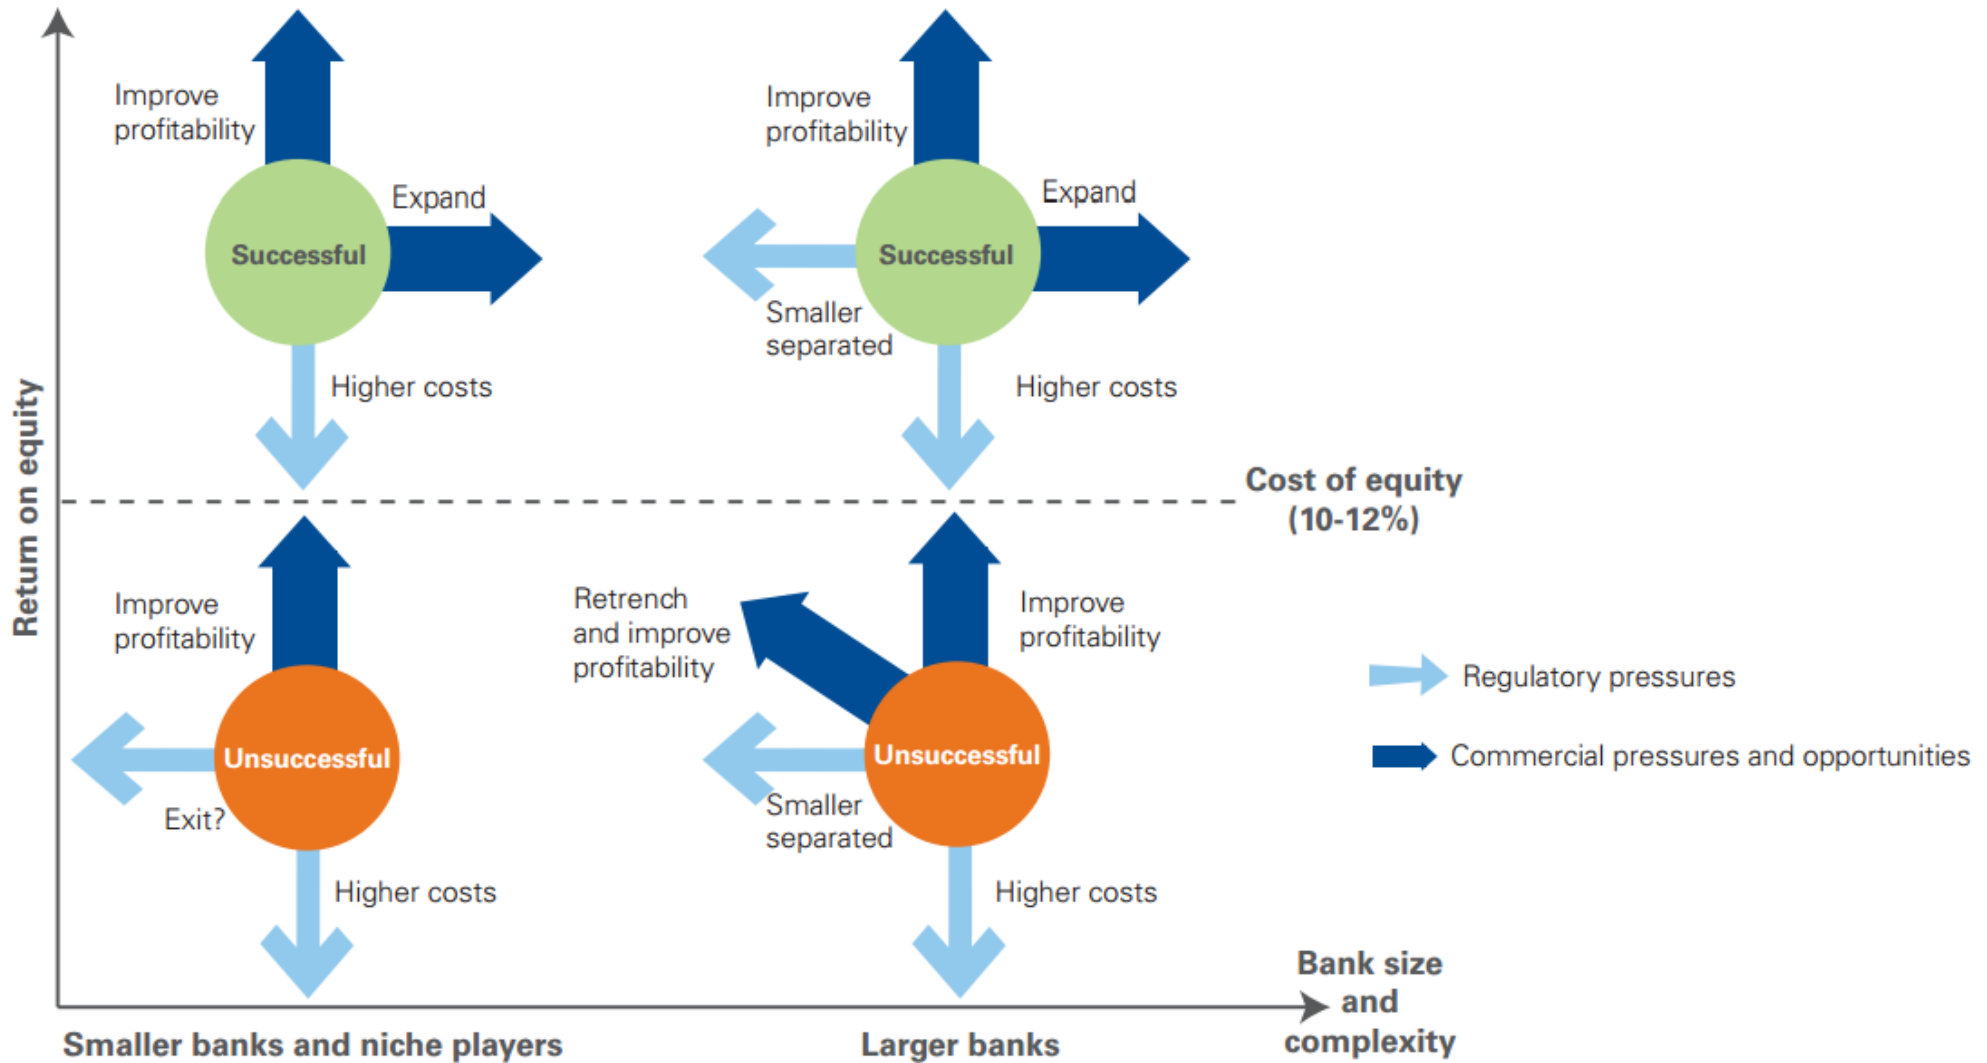 Improve
profitability
Expand
Successful
Higher costs
Improve
profitability
Expand
Successful
Smaller
separated
Higher costs
Return on equity
Cost of equity
(10-12%)
Improve
profitability
Unsuccessful
Exit?
Higher costs
Retrench
and improve
profitability
Improve
profitability
Unsuccessful
Smaller
separated
Higher costs
Regulatory pressures
Commercial pressures and opportunities
Bank size
and
complexity
Smaller banks and niche players
Larger banks